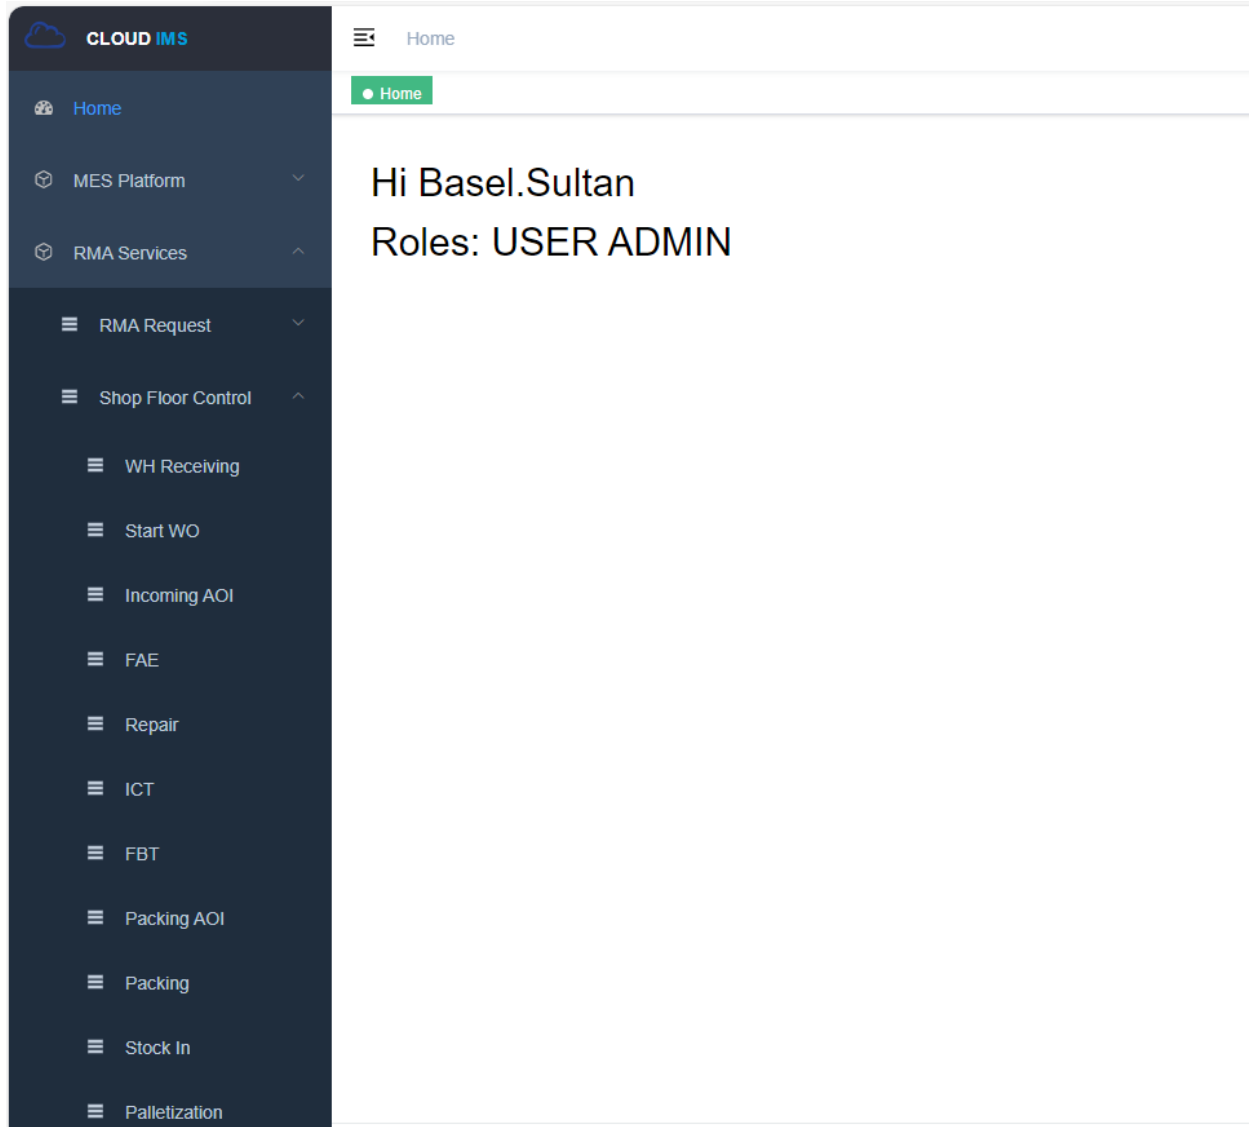 CLOUD IMS
Home
MES Platform
RMA Services
RMA Request
Shop Floor Control
WH Receiving
Start WO
Incoming AOI
FAE
Repair
ICT
FBT
Packing AOI
Packing
Stock In
Palletization
Home
Home
Hi Basel.Sultan
Roles: USER ADMIN